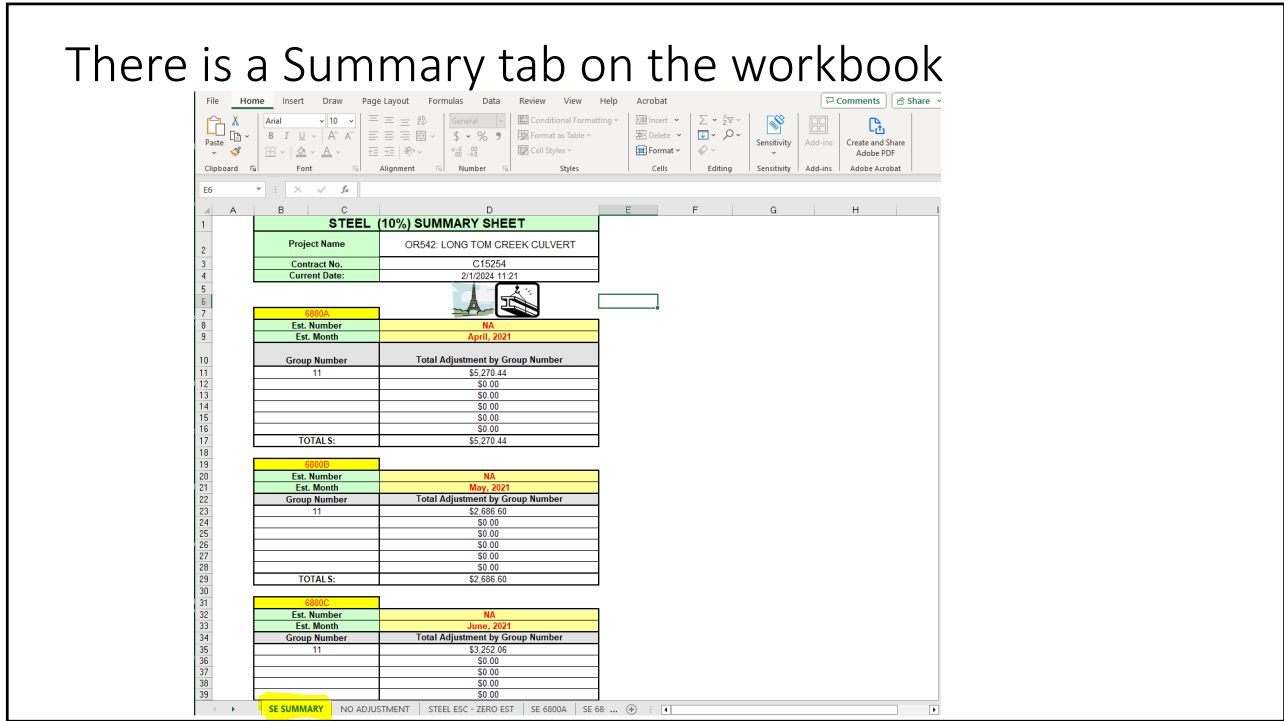 There is a Summary tab on the workbook
File Home Insert Draw Page Layout Formulas Data Review View Help Acrobat Comments Share
Arial 10 General Conditional Formatting Insert
Paste B I U A A $ % 9 Format as Table Delete Sensitivity Add-ins Create and Share Adobe PDF
Cell Styles Format
Clipboard Font Alignment Number Styles Cells Editing Sensitivity Add-ins Adobe Acrobat
E6 fx
A B C D E F G H I
1 STEEL (10%) SUMMARY SHEET
2 Project Name OR542: LONG TOM CREEK CULVERT
3 Contract No. C15254
4 Current Date: 2/1/2024 11:21
5
6
7 6800A
8 Est. Number NA
9 Est. Month April, 2021
10 Group Number Total Adjustment by Group Number
11 11 $5,270.44
12 $0.00
13 $0.00
14 $0.00
15 $0.00
16 $0.00
17 TOTALS: $5,270.44
18
19 6800B
20 Est. Number NA
21 Est. Month May, 2021
22 Group Number Total Adjustment by Group Number
23 11 $2,686.60
24 $0.00
25 $0.00
26 $0.00
27 $0.00
28 $0.00
29 TOTALS: $2,686.60
30
31 6800C
32 Est. Number NA
33 Est. Month June, 2021
34 Group Number Total Adjustment by Group Number
35 11 $3,252.06
36 $0.00
37 $0.00
38 $0.00
39 $0.00
SE SUMMARY NO ADJUSTMENT STEEL ESC - ZERO EST SE 6800A SE 68 ...